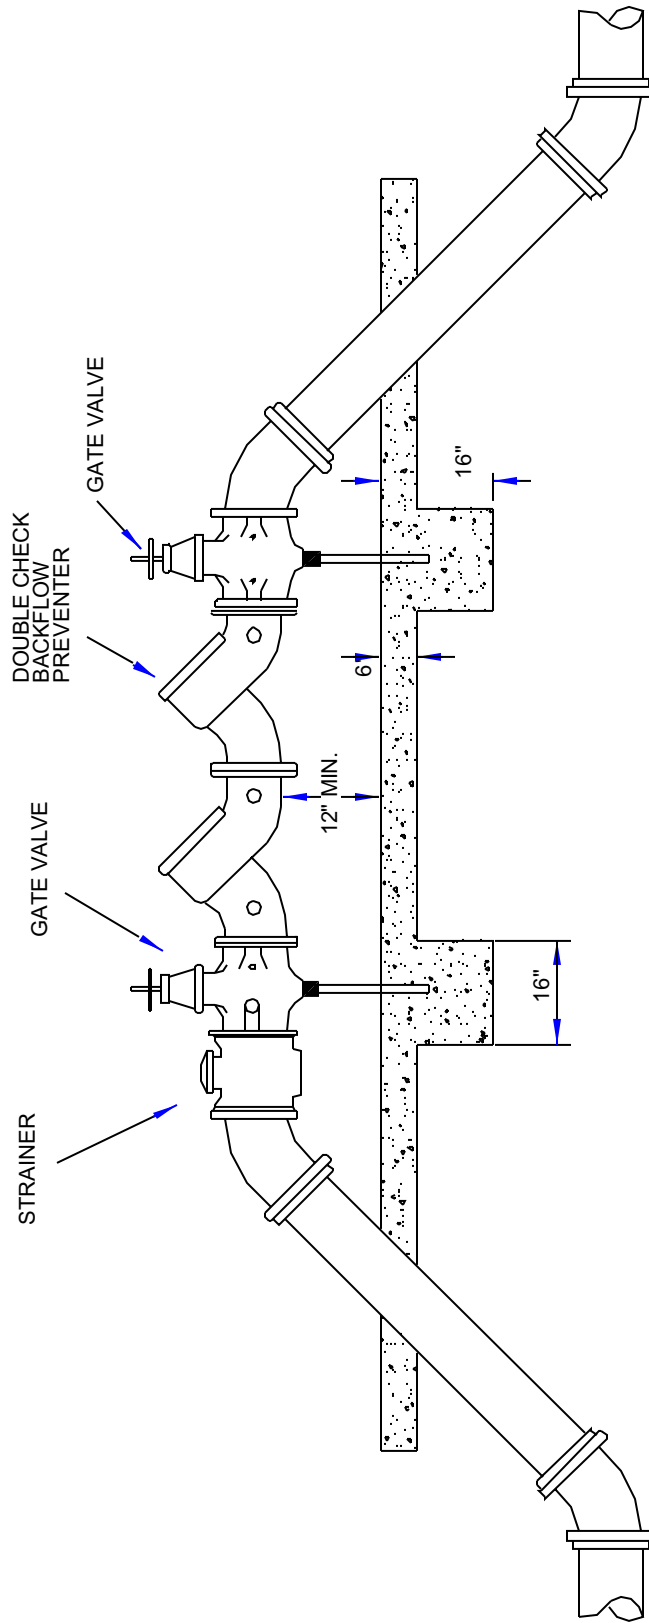 STRAINER
GATE VALVE
DOUBLE CHECK
BACKFLOW
PREVENTER
GATE VALVE
12" MIN.
6"
16"
16"